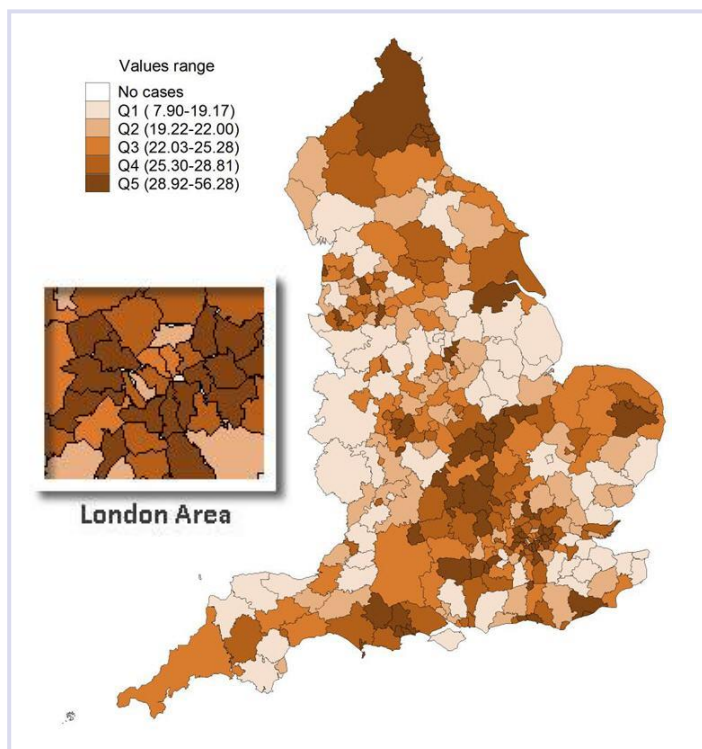 Values range
No cases
Q1 ( 7.90-19.17)
Q2 (19.22-22.00)
Q3 (22.03-25.28)
Q4 (25.30-28.81)
Q5 (28.92-56.28)
London Area